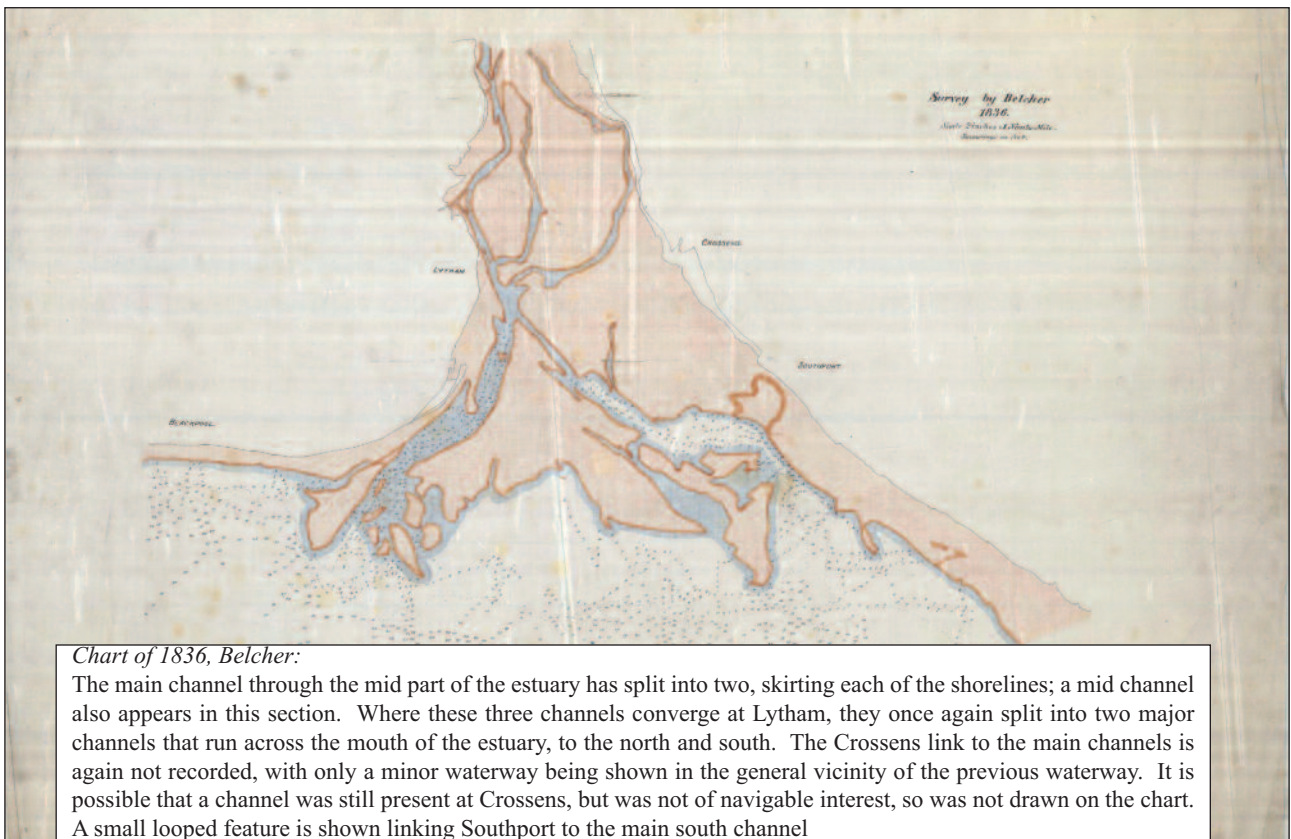 Survey by Belcher
1836.
CROSSENS
LYTHAM
SOUTHPORT
BLACKPOOL
Chart of 1836, Belcher:
The main channel through the mid part of the estuary has split into two, skirting each of the shorelines; a mid channel
also appears in this section. Where these three channels converge at Lytham, they once again split into two major
channels that run across the mouth of the estuary, to the north and south. The Crossens link to the main channels is
again not recorded, with only a minor waterway being shown in the general vicinity of the previous waterway. It is
possible that a channel was still present at Crossens, but was not of navigable interest, so was not drawn on the chart.
A small looped feature is shown linking Southport to the main south channel